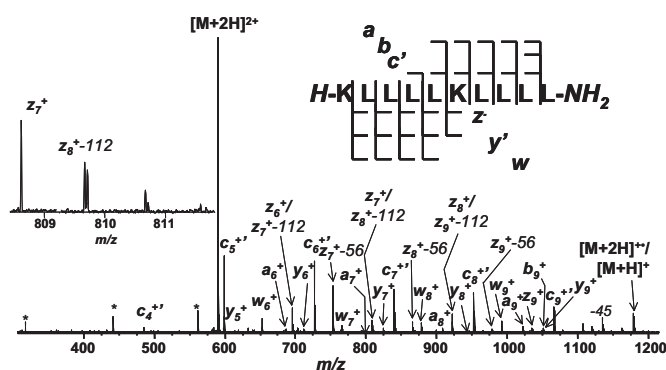 [M+2H]²⁺
a
b
c'
H-KLLLLKLLLL-NH₂
z·
y'
w
z₇⁺
z₈⁺-112
809 810 811
m/z
*
*
c₄⁺'
*
c₅⁺'
y₅⁺
w₆⁺
a₆⁺
z₆⁺/
z₇⁺-112
y₆⁺
c₆⁺'
z₇⁺-56
w₇⁺
a₇⁺
z₇⁺/
z₈⁺-112
y₇⁺
c₇⁺'
z₈⁺-56
w₈⁺
a₈⁺
z₈⁺/
z₉⁺-112
y₈⁺
c₈⁺'
z₉⁺-56
w₉⁺
a₉⁺
z₉⁺
b₉⁺
c₉⁺'
y₉⁺
-45
[M+2H]⁺•/
[M+H]⁺
400 500 600 700 800 900 1000 1100 1200
m/z